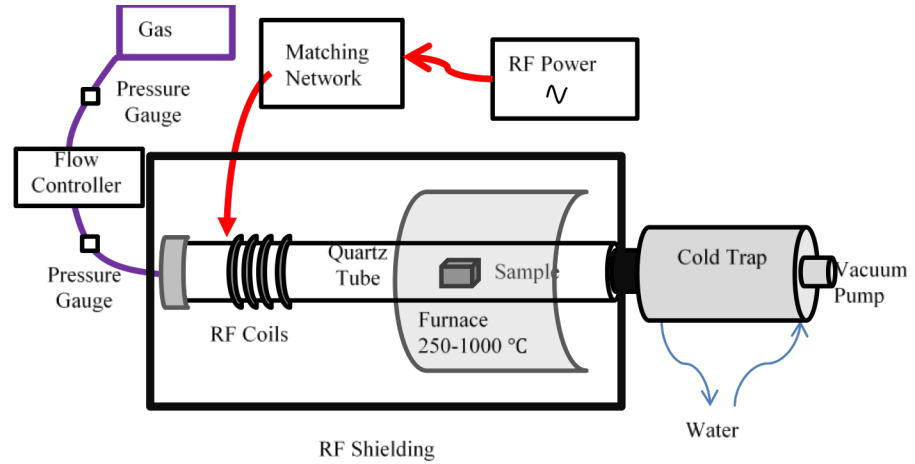 Gas
Pressure
Gauge
Matching
Network
RF Power
Flow
Controller
Pressure
Gauge
Quartz
Tube
Sample
RF Coils
Furnace
250-1000 ℃
Cold Trap
Vacuum
Pump
Water
RF Shielding